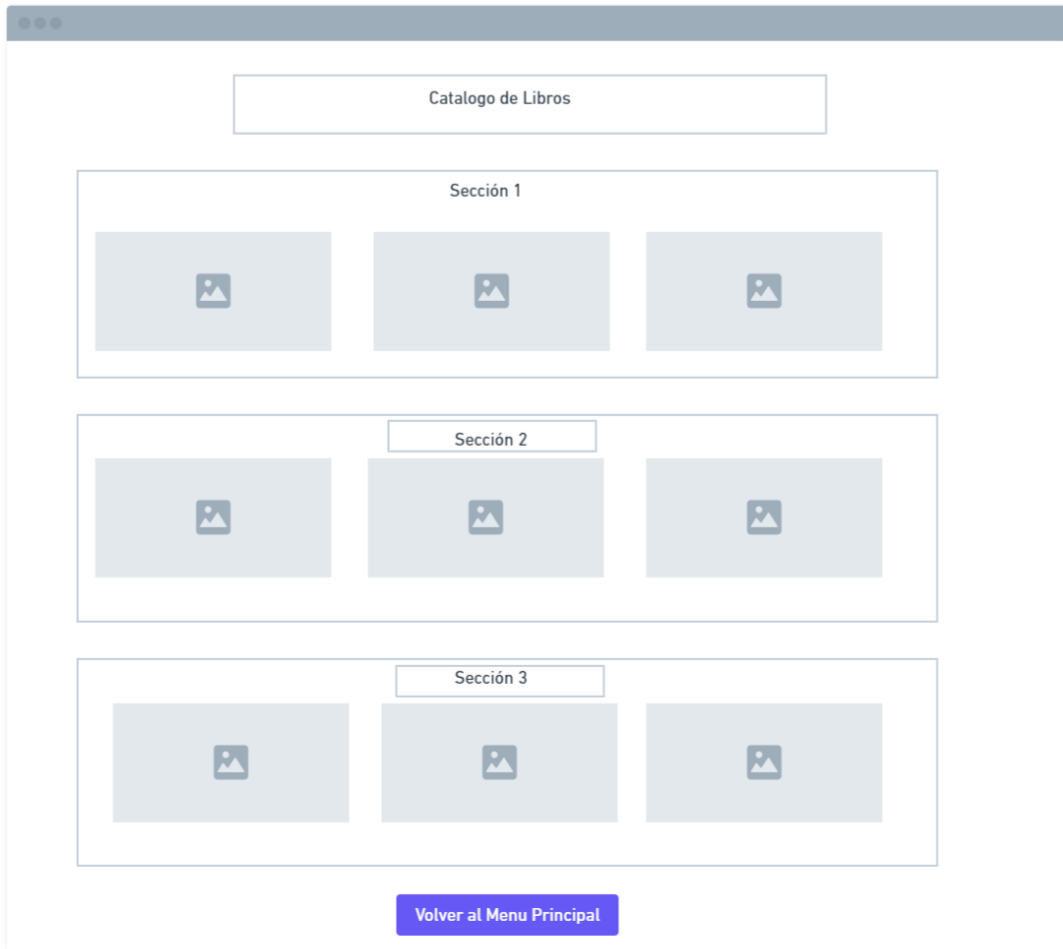 Catalogo de Libros
Sección 1
Sección 2
Sección 3
Volver al Menu Principal